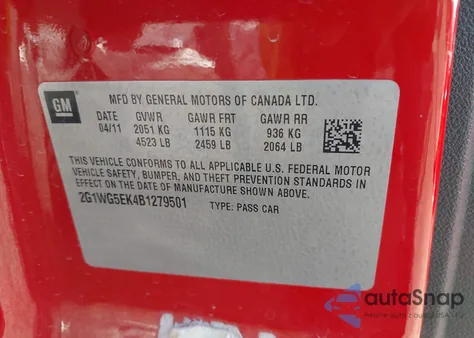 GM
MFD BY GENERAL MOTORS OF CANADA LTD.
DATE GVWR GAWR FRT GAWR RR
04/11 2051 KG 1115 KG 936 KG
4523 LB 2459 LB 2064 LB
THIS VEHICLE CONFORMS TO ALL APPLICABLE U.S. FEDERAL MOTOR
VEHICLE SAFETY, BUMPER, AND THEFT PREVENTION STANDARDS IN
EFFECT ON THE DATE OF MANUFACTURE SHOWN ABOVE.
2G1WG5EK4B1279501 TYPE: PASS CAR
autoSnap
Pewne auto z USA